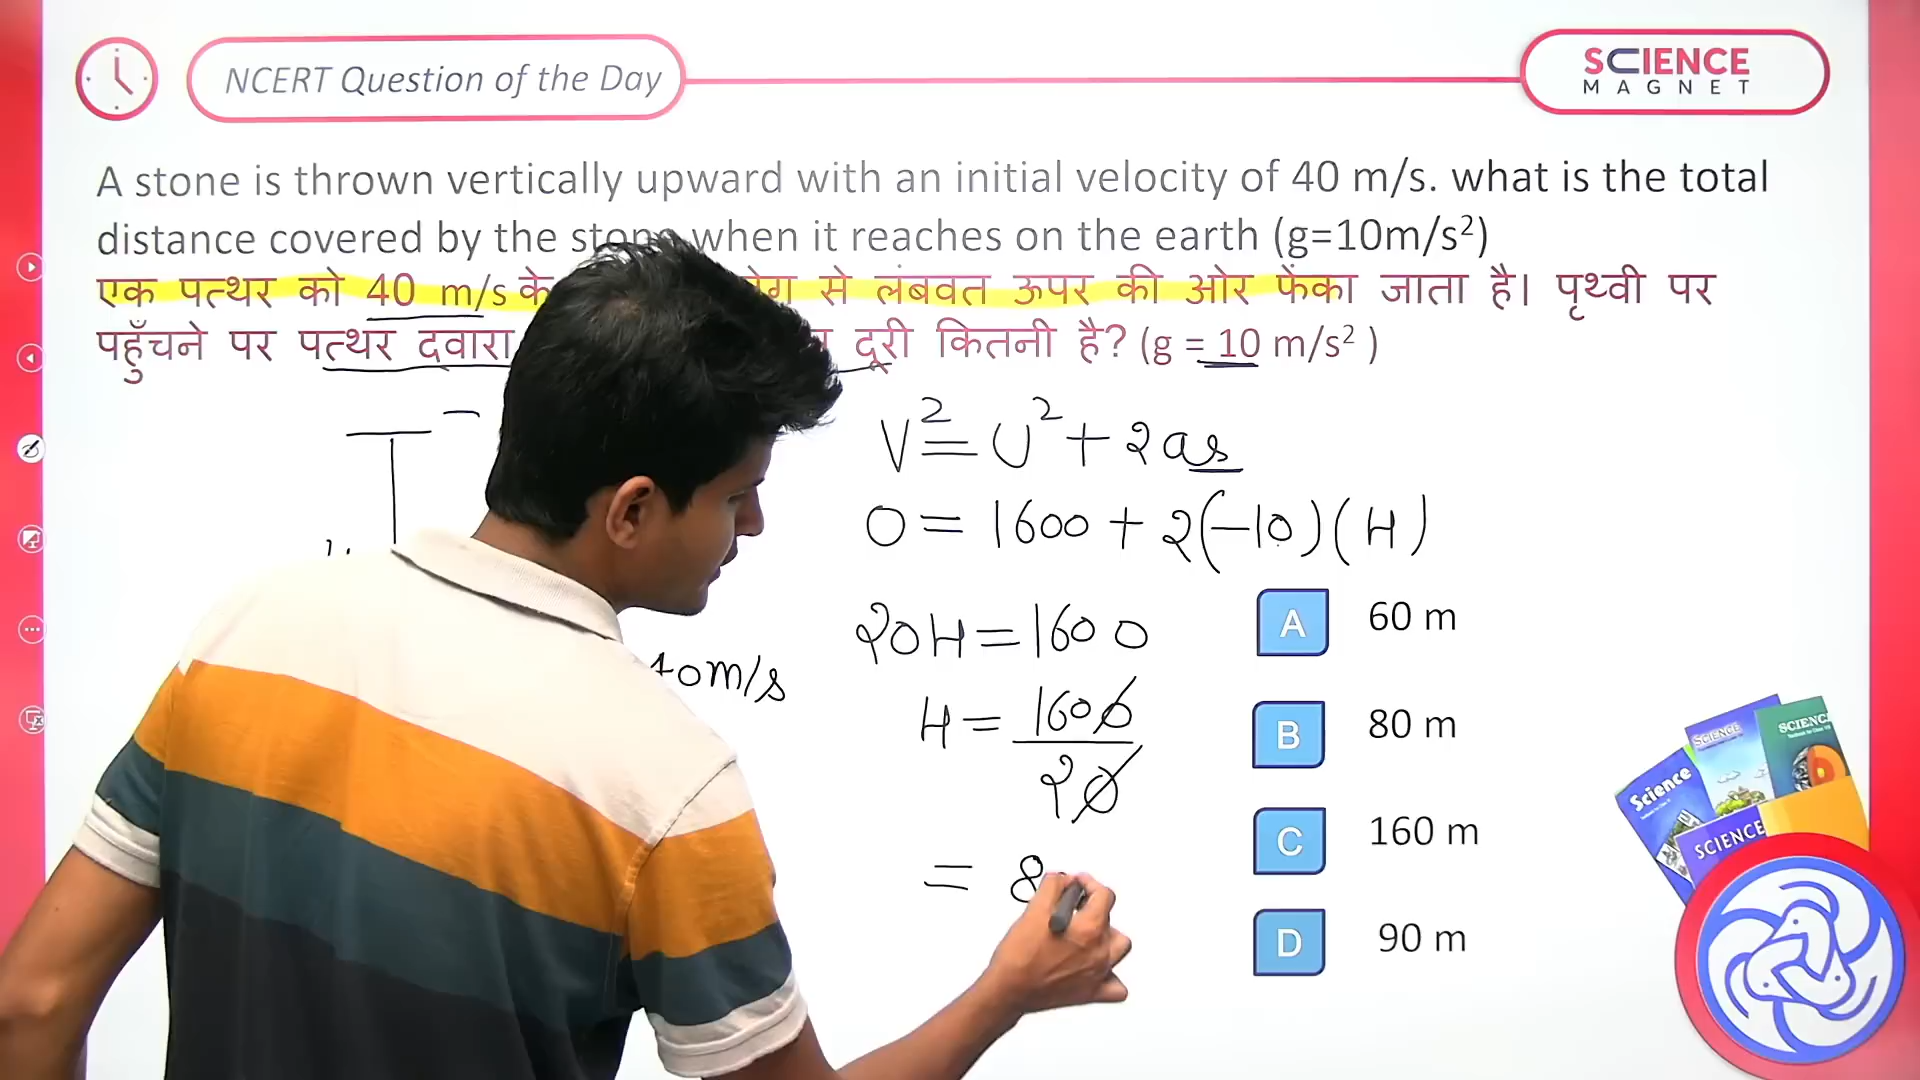 NCERT Question of the Day
SCIENCE
MAGNET
A stone is thrown vertically upward with an initial velocity of 40 m/s. what is the total
distance covered by the stone when it reaches on the earth (g=10m/s²)
एक पत्थर को 40 m/s के से लंबवत ऊपर की ओर फेंका जाता है। पृथ्वी पर
पहुँचने पर पत्थर दवारा दूरी कितनी है? (g = 10 m/s² )
V² = U² + 2as
0 = 1600 + 2(-10)(H)
20H = 1600
40m/s
H = 1600
20
= 8
A 60 m
B 80 m
C 160 m
D 90 m
SCIENCE
SCIENCE
Science
SCIENCE